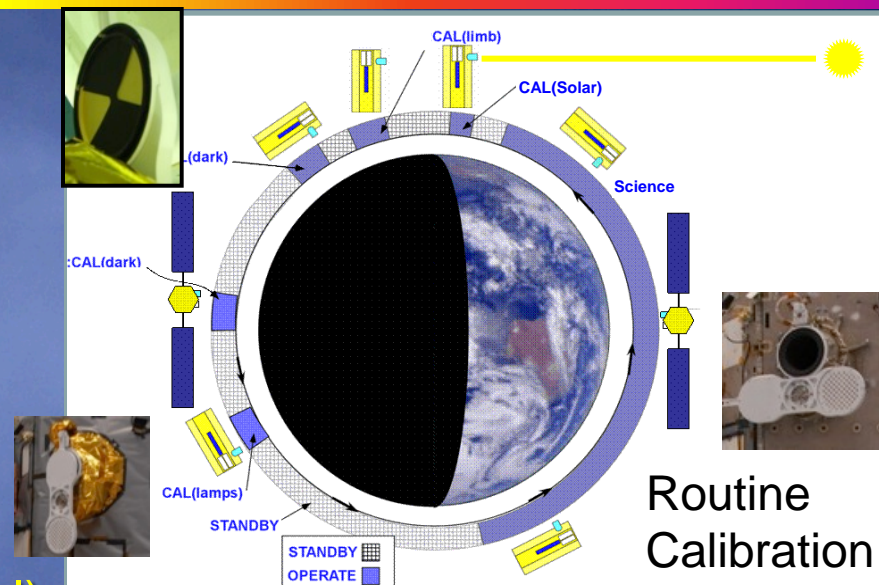 CAL(limb)
CAL(Solar)
L(dark)
Science
:CAL(dark)
CAL(lamps)
STANDBY
Routine
Calibration
STANDBY
OPERATE